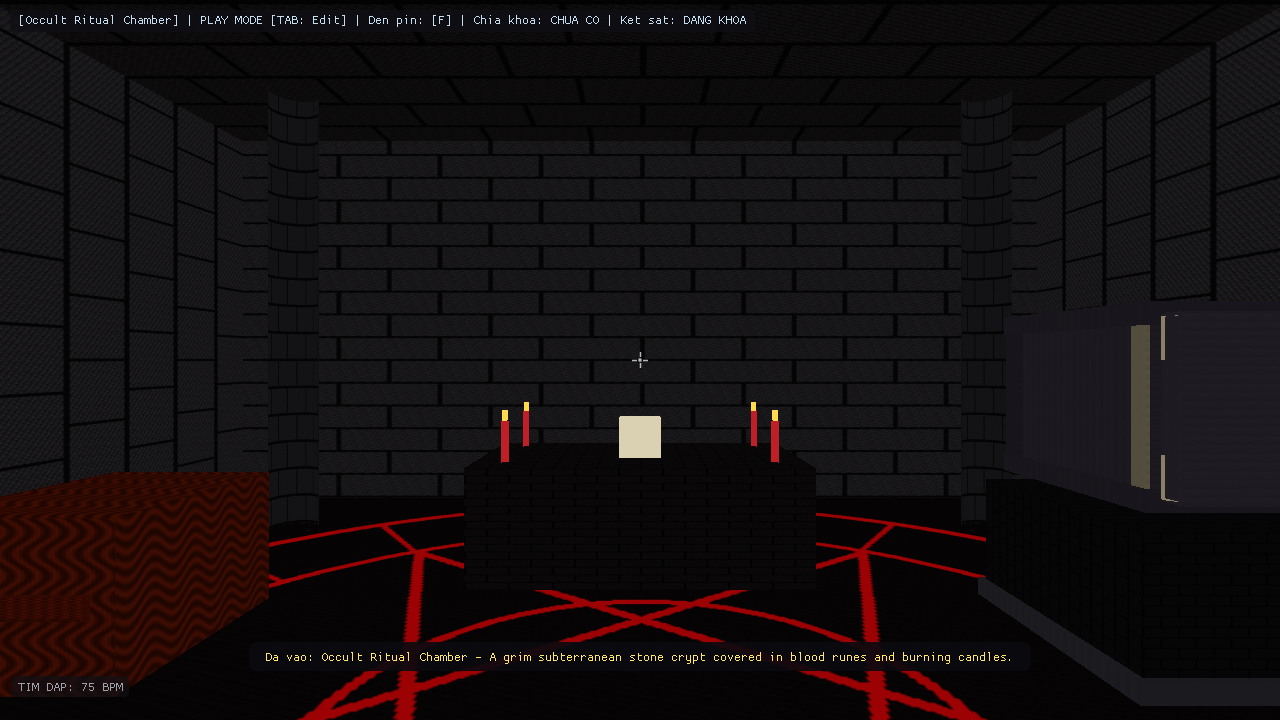 [Occult Ritual Chamber] | PLAY MODE [TAB: Edit] | Den pin: [F] | Chia khoa: CHUA CO | Ket sat: DANG KHOA
Da vao: Occult Ritual Chamber - A grim subterranean stone crypt covered in blood runes and burning candles.
TIM DAP: 75 BPM